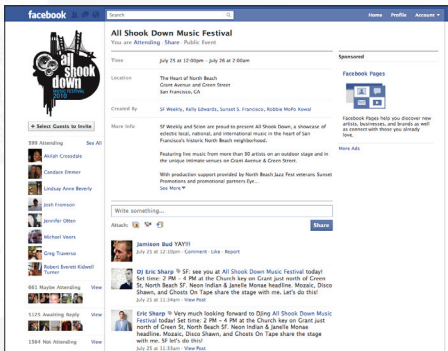 facebook
Search
Home Profile Account
all shook down
MUSIC FESTIVAL
2010
+ Select Guests to Invite
599 Attending See All
Akilah Crossdale
Candace Emmer
Lindsay Anne Beverly
Josh Fromson
Jennifer Otten
Michael Voors
Greg Traverso
Robert Everett Kidwell
Turner
661 Maybe Attending View
5125 Awaiting Reply View
1564 Not Attending View
All Shook Down Music Festival
You are Attending · Share · Public Event
Time July 25 at 12:00pm - July 26 at 2:00am
Location The Heart of North Beach
Grant Avenue and Green Street
San Francisco, CA
Created By SF Weekly, Kelly Edwards, Sunset S. Francisco, Robbie MoFo Kowal
More Info SF Weekly and Scion are proud to present All Shook Down, a showcase of
eclectic local, national, and international music in the heart of San
Francisco's historic North Beach neighborhood.
Featuring live music from more than 30 artists on an outdoor stage and in
the unique intimate venues on Grant Avenue & Green Street.
With production support provided by North Beach Jazz Fest veterans Sunset
Promotions and promotional partners Eye...
See More
Write something...
Attach:
Share
Jamison Bud YAY!!!
July 25 at 12:10pm · Comment · Like · Report
DJ Eric Sharp SF: see you at All Shook Down Music Festival today!
Set time: 2 PM - 4 PM at the Church key on Grant just north of Green
St, North Beach SF. Neon Indian & Janelle Monae headline. Mozaic, Disco
Shawn, and Ghosts On Tape share the stage with me. Let's do this!
July 25 at 11:34am · View Post
Eric Sharp Very much looking forward to DJing All Shook Down Music
Festival today! Set time: 2 PM - 4 PM at the Church key on Grant just
north of Green St, North Beach SF. Neon Indian & Janelle Monae
headline. Mozaic, Disco Shawn, and Ghosts On Tape share the stage
with me. SF let's do this!
July 25 at 11:33am · View Post
Sponsored
Facebook Pages
Facebook Pages help you discover new
artists, businesses, and brands as well
as connect with those you already
love.
More Ads